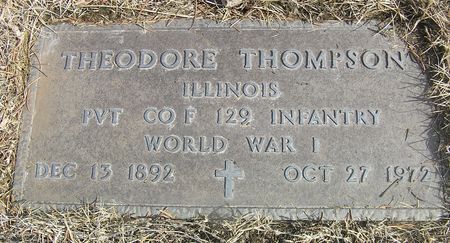 THEODORE THOMPSON
ILLINOIS
PVT CO F 129 INFANTRY
WORLD WAR I
DEC 13 1892 OCT 27 1972